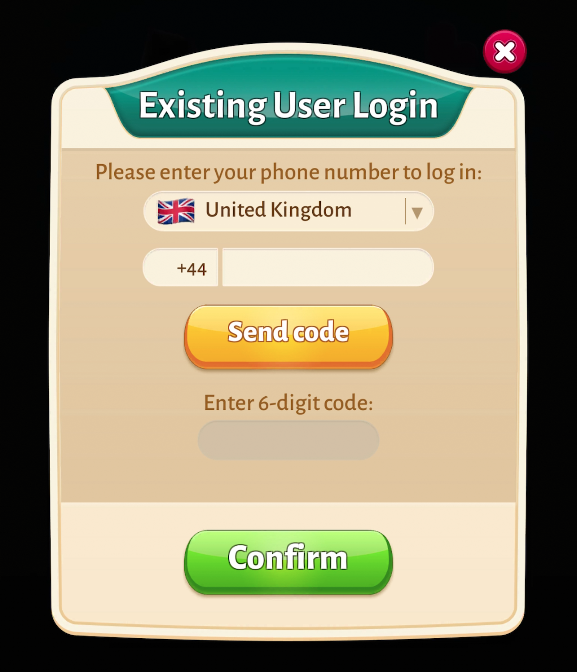 Existing User Login
Please enter your phone number to log in:
United Kingdom
+44
Send code
Enter 6-digit code:
Confirm